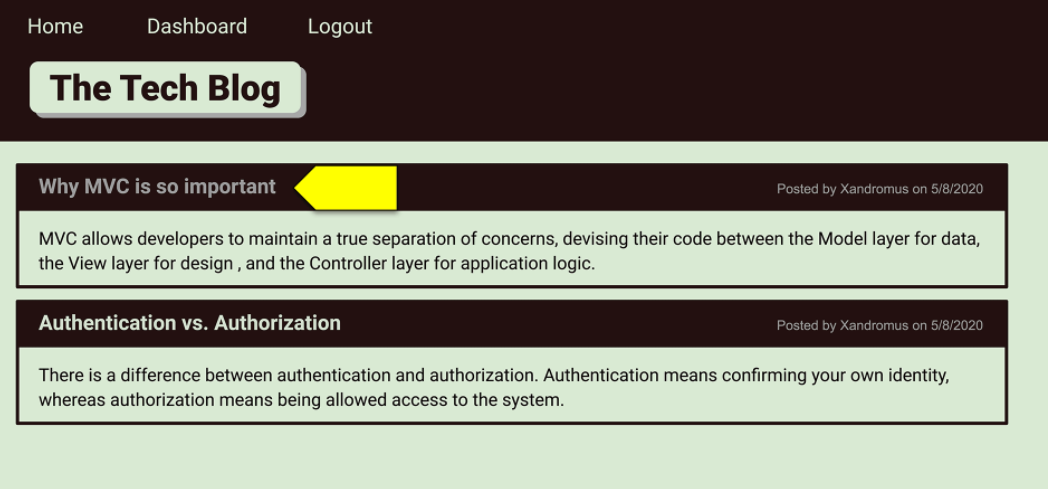 Home Dashboard Logout
The Tech Blog
Why MVC is so important Posted by Xandromus on 5/8/2020
MVC allows developers to maintain a true separation of concerns, devising their code between the Model layer for data,
the View layer for design , and the Controller layer for application logic.
Authentication vs. Authorization Posted by Xandromus on 5/8/2020
There is a difference between authentication and authorization. Authentication means confirming your own identity,
whereas authorization means being allowed access to the system.